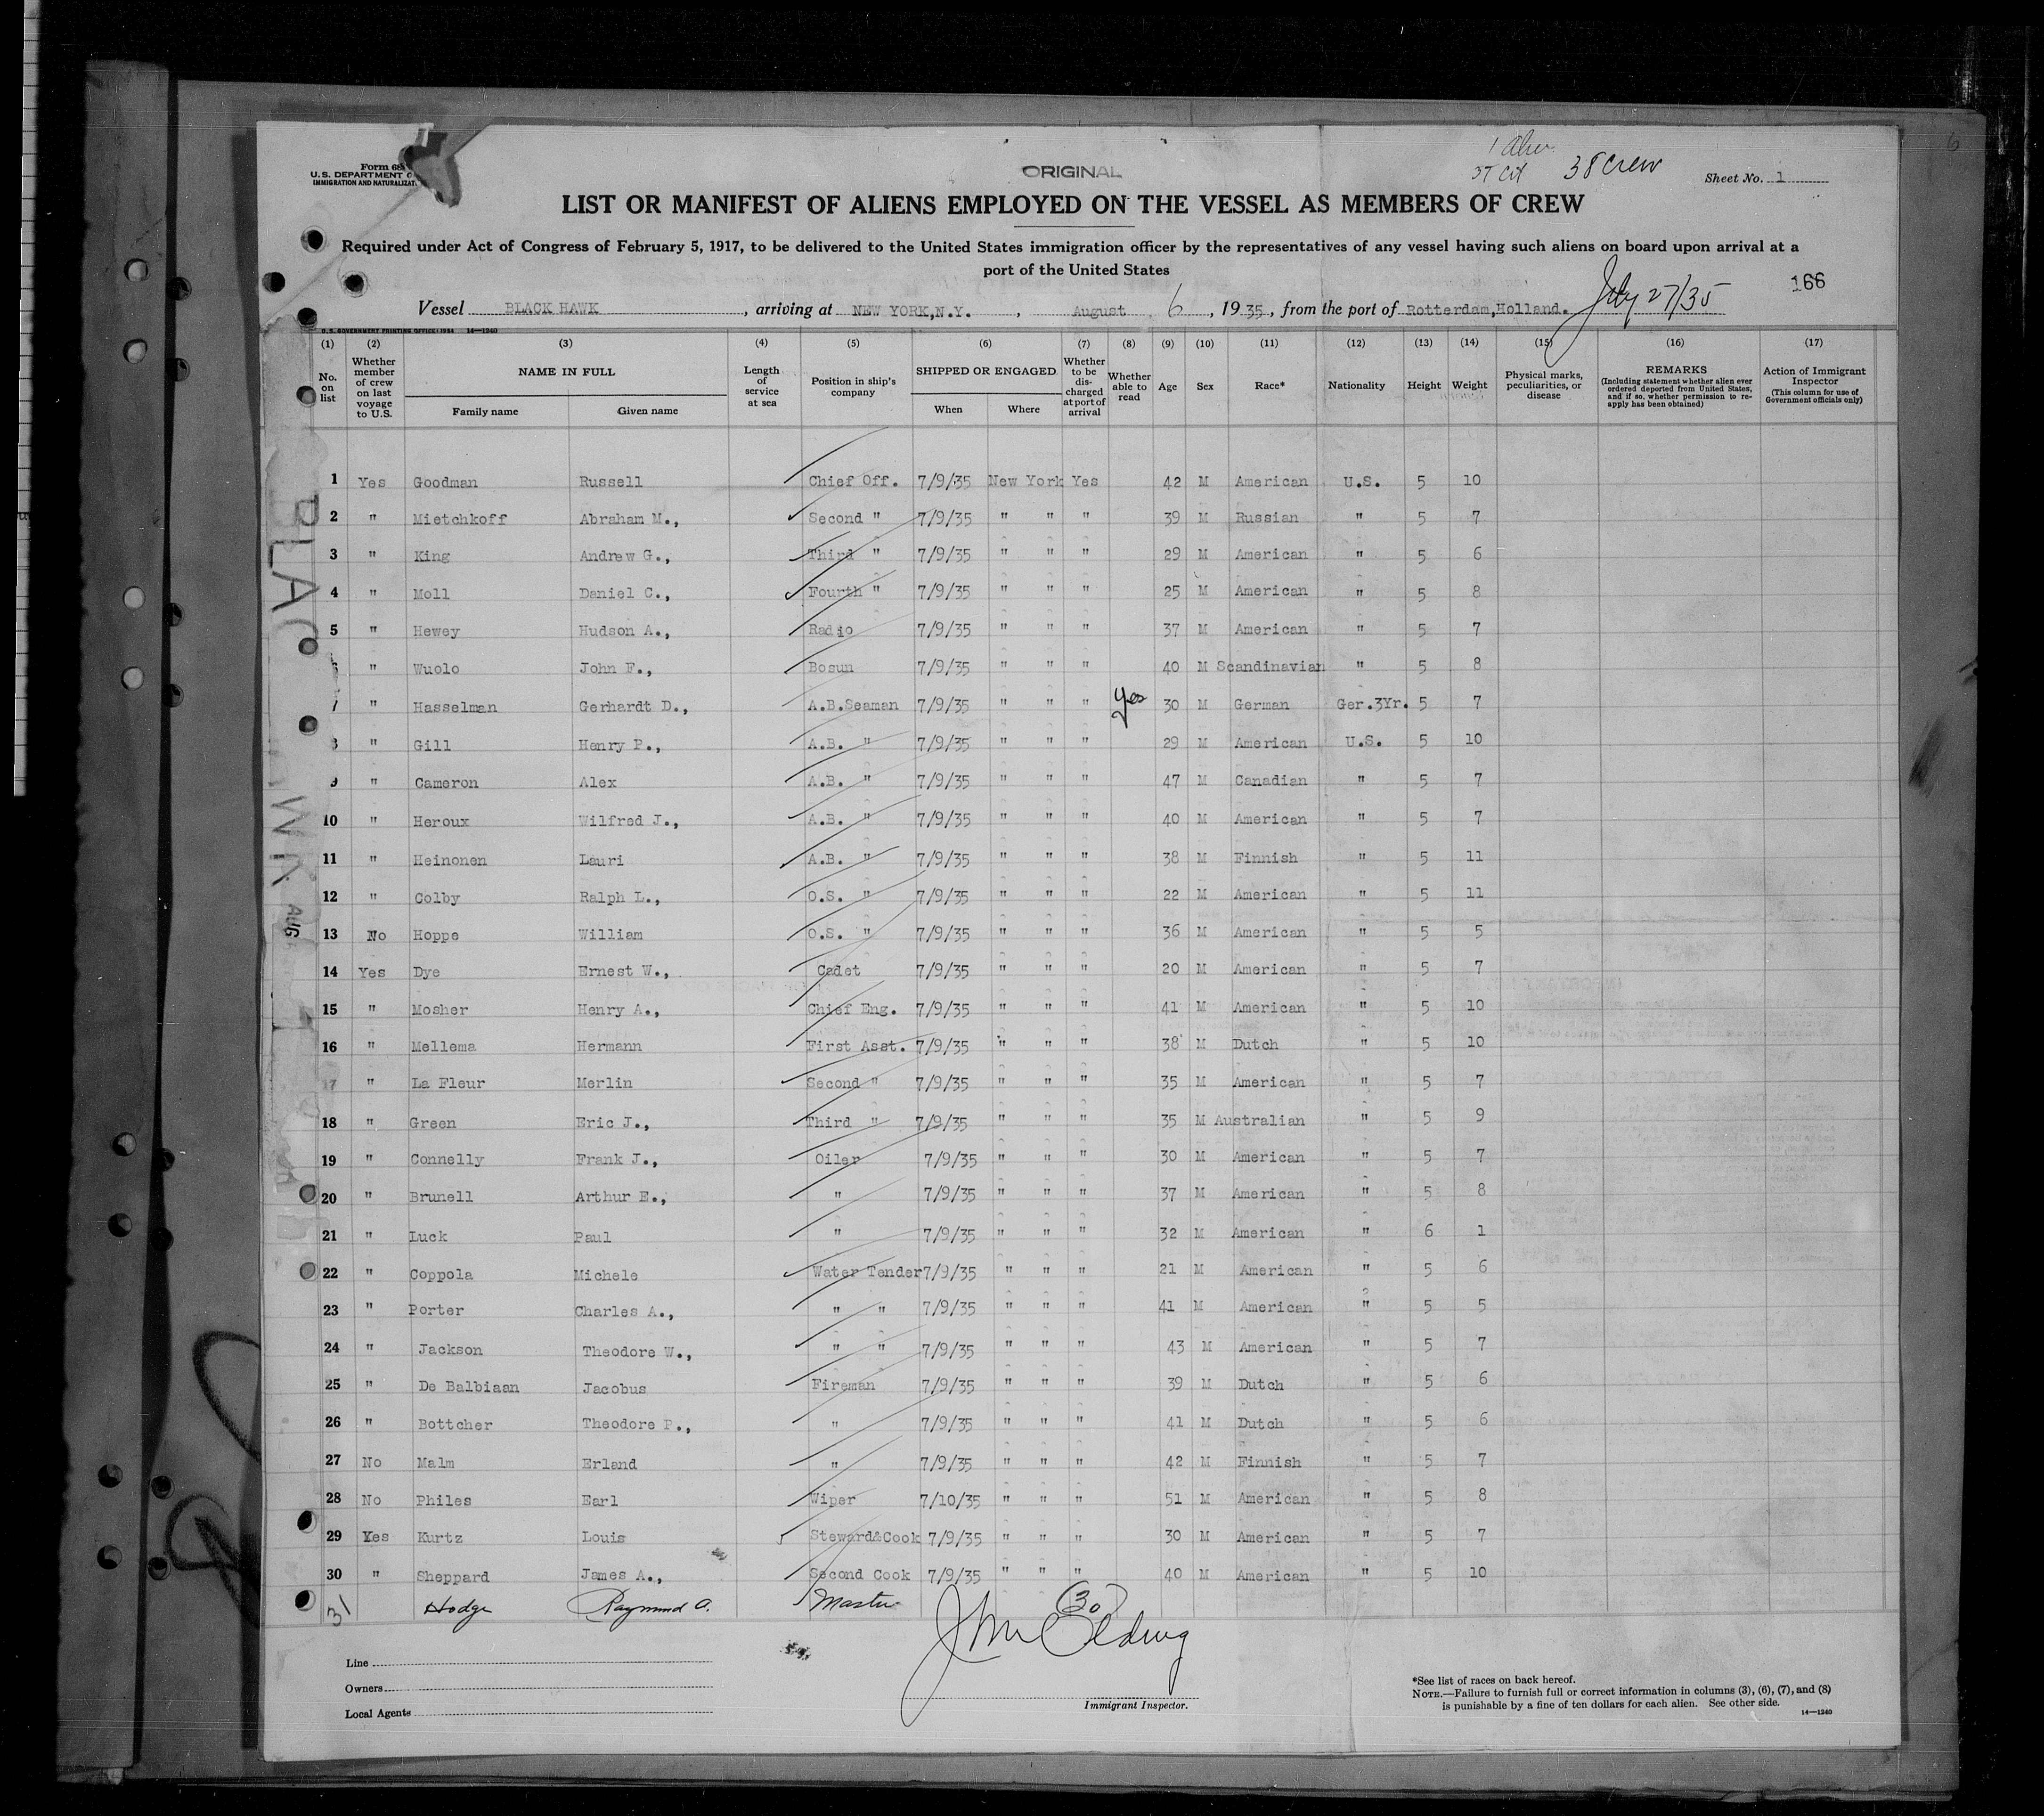 Form 68
U.S. DEPARTMENT O
IMMIGRATION AND NATURALIZAT
ORIGINAL
37 Cit 38 Crew
Sheet No. 1
LIST OR MANIFEST OF ALIENS EMPLOYED ON THE VESSEL AS MEMBERS OF CREW
Required under Act of Congress of February 5, 1917, to be delivered to the United States immigration officer by the representatives of any vessel having such aliens on board upon arrival at a
port of the United States
166
Vessel BLACK HAWK, arriving at NEW YORK,N.Y., August 6, 1935, from the port of Rotterdam,Holland. July 27/35
U.S. GOVERNMENT PRINTING OFFICE: 1934 14—1240
(1) (2) (3) (4) (5) (6) (7) (8) (9) (10) (11) (12) (13) (14) (15) (16) (17)
No. on list
Whether member of crew on last voyage to U.S.
NAME IN FULL
Family name
Given name
Length of service at sea
Position in ship's company
SHIPPED OR ENGAGED
When
Where
Whether to be discharged at port of arrival
Whether able to read
Age
Sex
Race*
Nationality
Height
Weight
Physical marks, peculiarities, or disease
REMARKS
(Including statement whether alien ever ordered deported from United States, and if so, whether permission to reapply has been obtained)
Action of Immigrant Inspector
(This column for use of Government officials only)
1 Yes Goodman Russell Chief Off. 7/9/35 New York Yes 42 M American U.S. 5 10
2 " Mietchkoff Abraham M., Second " 7/9/35 " " " 39 M Russian " 5 7
3 " King Andrew G., Third " 7/9/35 " " " 29 M American " 5 6
4 " Moll Daniel C., Fourth " 7/9/35 " " " 25 M American " 5 8
5 " Hewey Hudson A., Radio 7/9/35 " " " 37 M American " 5 7
6 " Wuolo John F., Bosun 7/9/35 " " " 40 M Scandinavian " 5 8
7 " Hasselman Gerhardt D., A.B.Seaman 7/9/35 " " " Yes 30 M German Ger.3Yr. 5 7
8 " Gill Henry P., A.B. " 7/9/35 " " " 29 M American U.S. 5 10
9 " Cameron Alex A.B. " 7/9/35 " " " 47 M Canadian " 5 7
10 " Heroux Wilfred J., A.B. " 7/9/35 " " " 40 M American " 5 7
11 " Heinonen Lauri A.B. " 7/9/35 " " " 38 M Finnish " 5 11
12 " Colby Ralph L., O.S. " 7/9/35 " " " 22 M American " 5 11
13 No Hoppe William O.S. " 7/9/35 " " " 36 M American " 5 5
14 Yes Dye Ernest W., Cadet 7/9/35 " " " 20 M American " 5 7
15 " Mosher Henry A., Chief Eng. 7/9/35 " " " 41 M American " 5 10
16 " Mellema Hermann First Asst. 7/9/35 " " " 38 M Dutch " 5 10
17 " La Fleur Merlin Second " 7/9/35 " " " 35 M American " 5 7
18 " Green Eric J., Third " 7/9/35 " " " 35 M Australian " 5 9
19 " Connelly Frank J., Oiler 7/9/35 " " " 30 M American " 5 7
20 " Brunell Arthur E., " 7/9/35 " " " 37 M American " 5 8
21 " Luck Paul " 7/9/35 " " " 32 M American " 6 1
22 " Coppola Michele Water Tender 7/9/35 " " " 21 M American " 5 6
23 " Porter Charles A., " " 7/9/35 " " " 41 M American " 5 5
24 " Jackson Theodore W., " " 7/9/35 " " " 43 M American " 5 7
25 " De Balbiaan Jacobus Fireman 7/9/35 " " " 39 M Dutch " 5 6
26 " Bottcher Theodore P., " 7/9/35 " " " 41 M Dutch " 5 6
27 No Malm Erland " 7/9/35 " " " 42 M Finnish " 5 7
28 No Philes Earl Wiper 7/10/35 " " " 51 M American " 5 8
29 Yes Kurtz Louis Steward&Cook 7/9/35 " " " 30 M American " 5 7
30 " Sheppard James A., Second Cook 7/9/35 " " " 40 M American " 5 10
31 Hodge Raymond A. Master
30
Line
Owners
Local Agents
Immigrant Inspector.
*See list of races on back hereof.
NOTE.—Failure to furnish full or correct information in columns (3), (6), (7), and (8)
is punishable by a fine of ten dollars for each alien. See other side.
14—1240